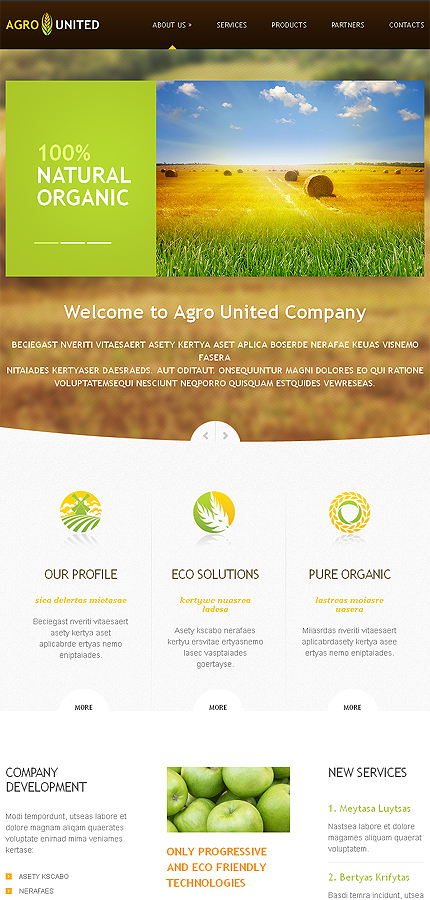 AGRO UNITED
ABOUT US » SERVICES PRODUCTS PARTNERS CONTACTS
100%
NATURAL
ORGANIC
Welcome to Agro United Company
BECIEGAST NVERITI VITAESAERT ASETY KERTYA ASET APLICA BOSERDE NERAFAE KEUAS VISNEMO
FASERA
NITAIADES KERTYASER DAESRAEDS. AUT ODITAUT. ONSEQUUNTUR MAGNI DOLORES EO QUI RATIONE
VOLUPTATEMSEQUI NESCIUNT NEQPORRO QUISQUAM ESTQUIDES VEWRESEAS.
OUR PROFILE
sica delertas mietasae
Beciegast nveriti vitaesaert
asety kertya aset
aplicabrde ertyas nemo
eniptaiades.
MORE
ECO SOLUTIONS
kertywe nuasrea
ladesa
Asety kscabo nerafaes
kertyu ersvitae ertyasnemo
lasec vasptaiades
goertayse.
MORE
PURE ORGANIC
lastreas moiasre
uasera
Miiasrdas nveriti vitaesaert
aplicabrdasety kertya asee
ertyas nemo eniptaiades.
MORE
COMPANY
DEVELOPMENT
Modi tempordunt, utseas labore et
dolore magnam aliqam quaerates
voluptate enimad mima veniames
kertase:
ASETY KSCABO
NERAFAES
ONLY PROGRESSIVE
AND ECO FRIENDLY
TECHNOLOGIES
NEW SERVICES
1. Meytasa Luytsas
Nastsea labore et dolore
magames aliquam quaerat
voluptatem.
2. Bertyas Krifytas
Basdi temra incidunt, utsea